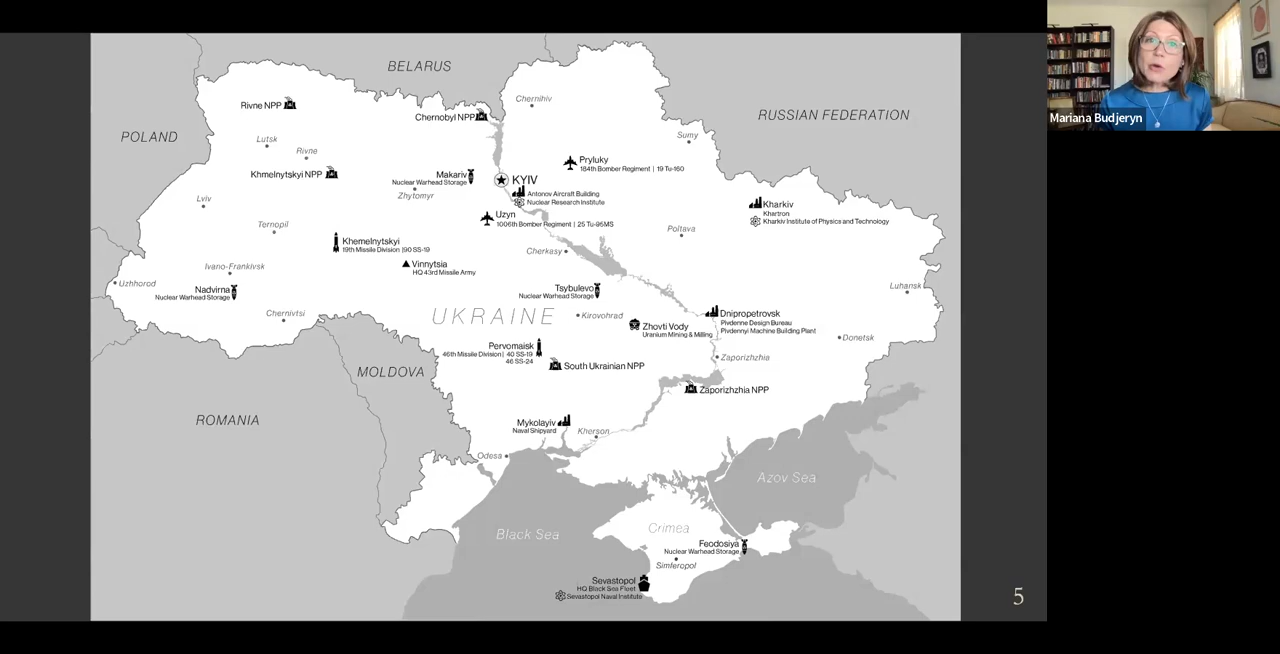 BELARUS
POLAND
RUSSIAN FEDERATION
Mariana Budjeryn
Rivne NPP
Chernobyl NPP
Chernihiv
Lutsk
Rivne
Sumy
Khmelnytskyi NPP
Makariv
Nuclear Warhead Storage
Zhytomyr
Pryluky
184th Bomber Regiment | 19 Tu-160
KYIV
Antonov Aircraft Building
Nuclear Research Institute
Lviv
Kharkiv
Khartron
Kharkiv Institute of Physics and Technology
Uzyn
1006th Bomber Regiment | 25 Tu-95MS
Ternopil
Poltava
Khemelnytskyi
19th Missile Division |90 SS-19
Cherkasy
Vinnytsia
HQ 43rd Missile Army
Ivano-Frankivsk
Uzhhorod
Nadvirna
Nuclear Warhead Storage
Tsybulevo
Nuclear Warhead Storage
Luhansk
Chernivtsi
UKRAINE
Kirovohrad
Dnipropetrovsk
Pivdenne Design Bureau
Pivdennyi Machine Building Plant
Zhovti Vody
Uranium Mining & Milling
Donetsk
Pervomaisk
46th Missile Division | 40 SS-19
46 SS-24
South Ukrainian NPP
Zaporizhzhia
MOLDOVA
Zaporizhzhia NPP
ROMANIA
Mykolayiv
Naval Shipyard
Kherson
Odesa
Azov Sea
Black Sea
Crimea
Feodosiya
Nuclear Warhead Storage
Simferopol
Sevastopol
HQ Black Sea Fleet
Sevastopol Naval Institute
5